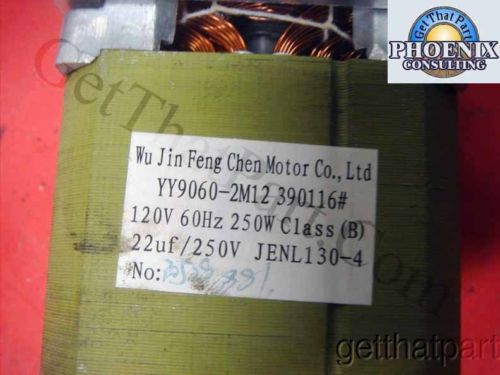 Get That Part
PHOENIX
CONSULTING
GetThatPart.Com
Wu Jin Feng Chen Motor Co., Ltd
YY9060-2M12 390116#
120V 60Hz 250W Class (B)
22uf/250V JENL130-4
No:
getthatpart